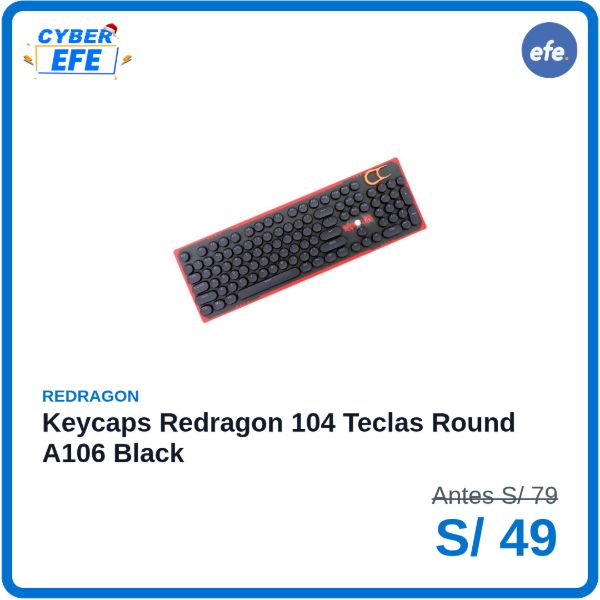 CYBER
EFE
efe.
REDRAGON
Keycaps Redragon 104 Teclas Round
A106 Black
Antes S/ 79
S/ 49